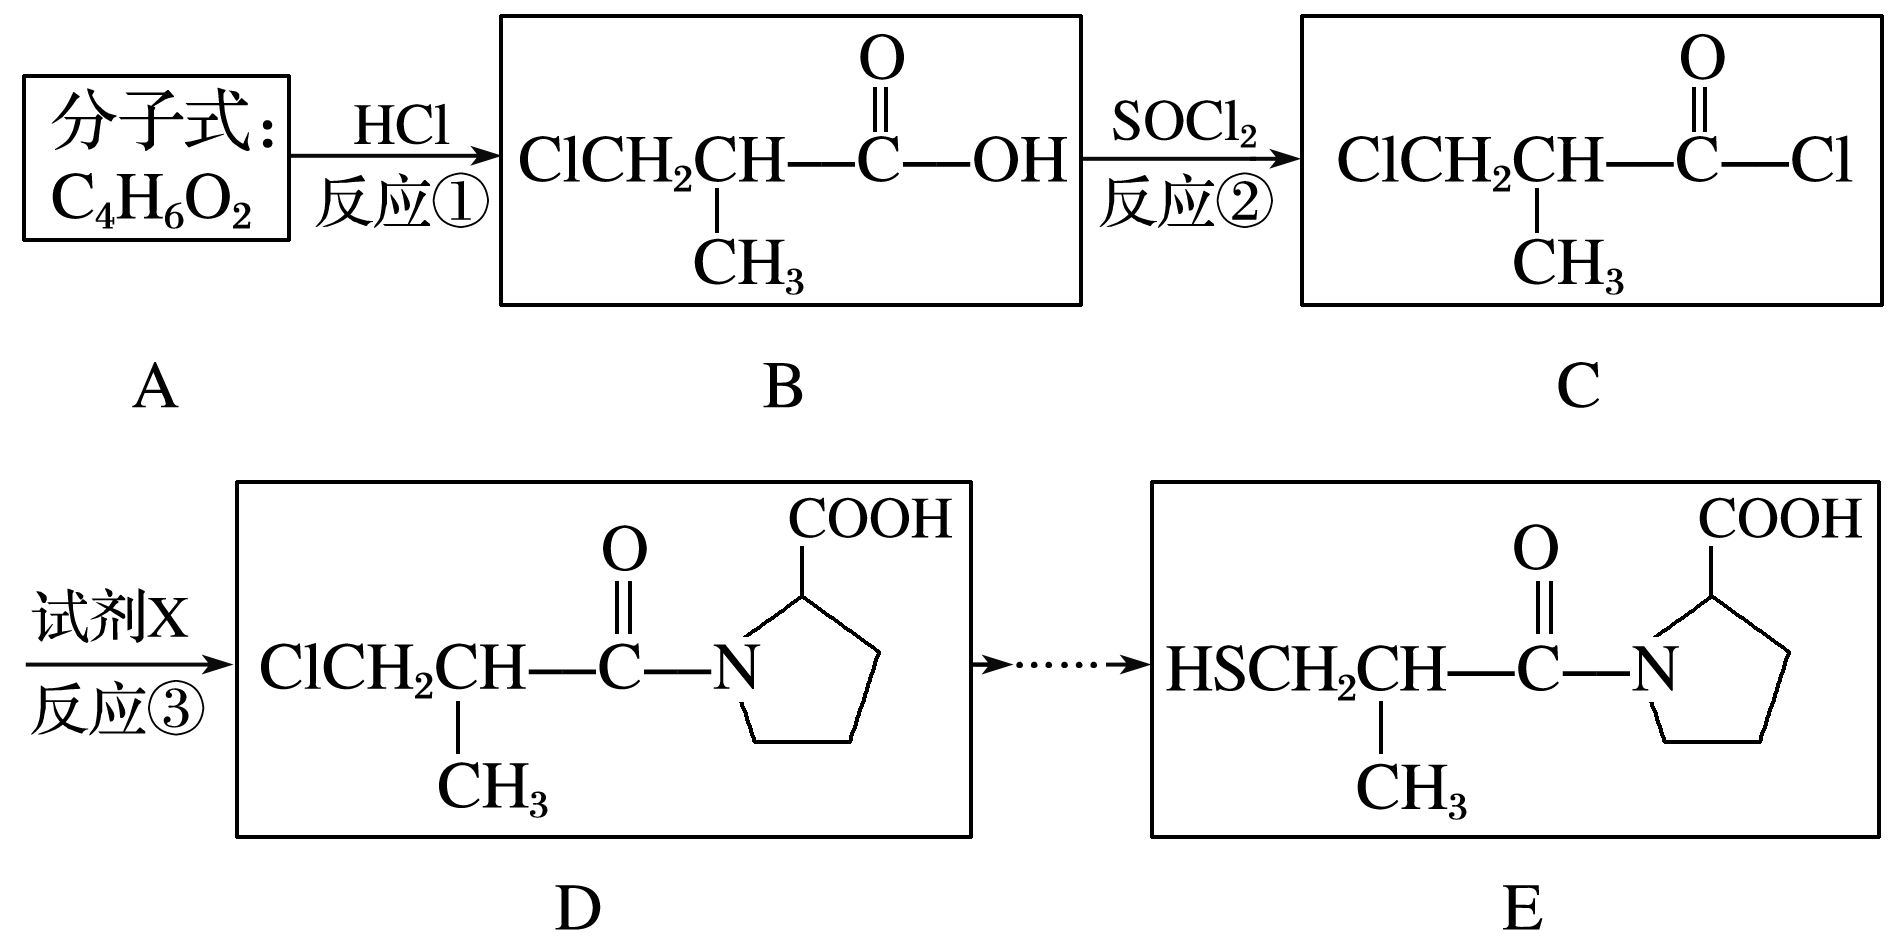 分子式:
C₄H₆O₂
HCl
反应①
O
ClCH₂CH—C—OH
CH₃
SOCl₂
反应②
O
ClCH₂CH—C—Cl
CH₃
A
B
C
试剂X
反应③
COOH
O
ClCH₂CH—C—N
CH₃
……
COOH
O
HSCH₂CH—C—N
CH₃
D
E